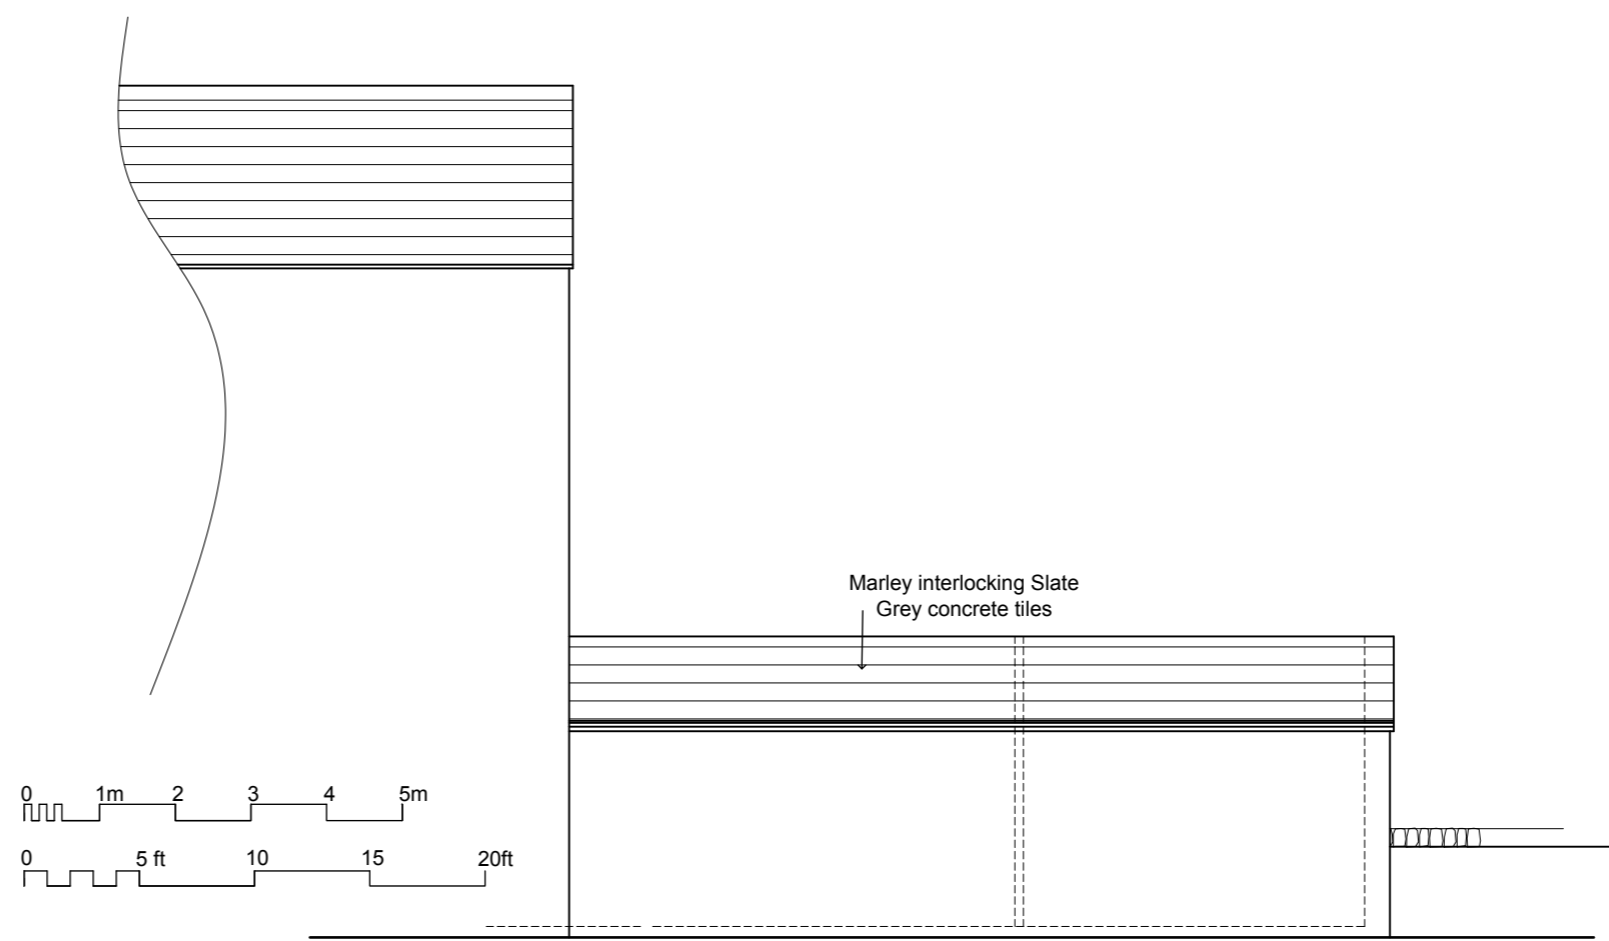 Marley interlocking Slate
Grey concrete tiles
0 1m 2 3 4 5m
0 5 ft 10 15 20ft